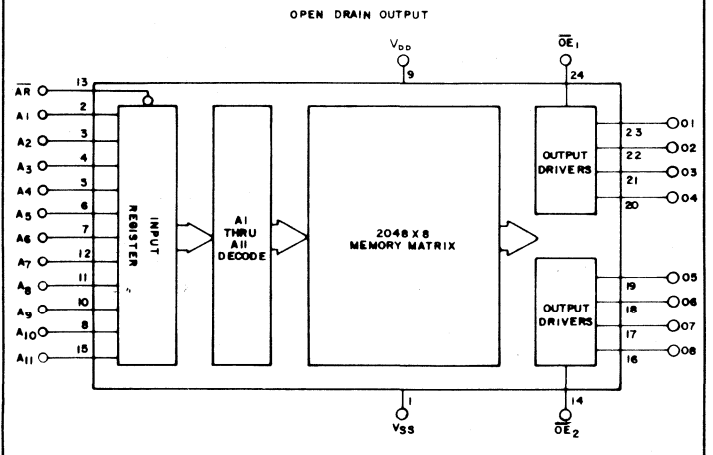 OPEN DRAIN OUTPUT
VDD
9
OE1
24
AR 13
A1 2
A2 3
A3 4
A4 5
A5 6
A6 7
A7 12
A8 11
A9 10
A10 8
A11 15
INPUT
REGISTER
A1
THRU
A11
DECODE
2048 X 8
MEMORY MATRIX
OUTPUT
DRIVERS
23 O1
22 O2
21 O3
20 O4
OUTPUT
DRIVERS
19 O5
18 O6
17 O7
16 O8
1
VSS
14
OE2